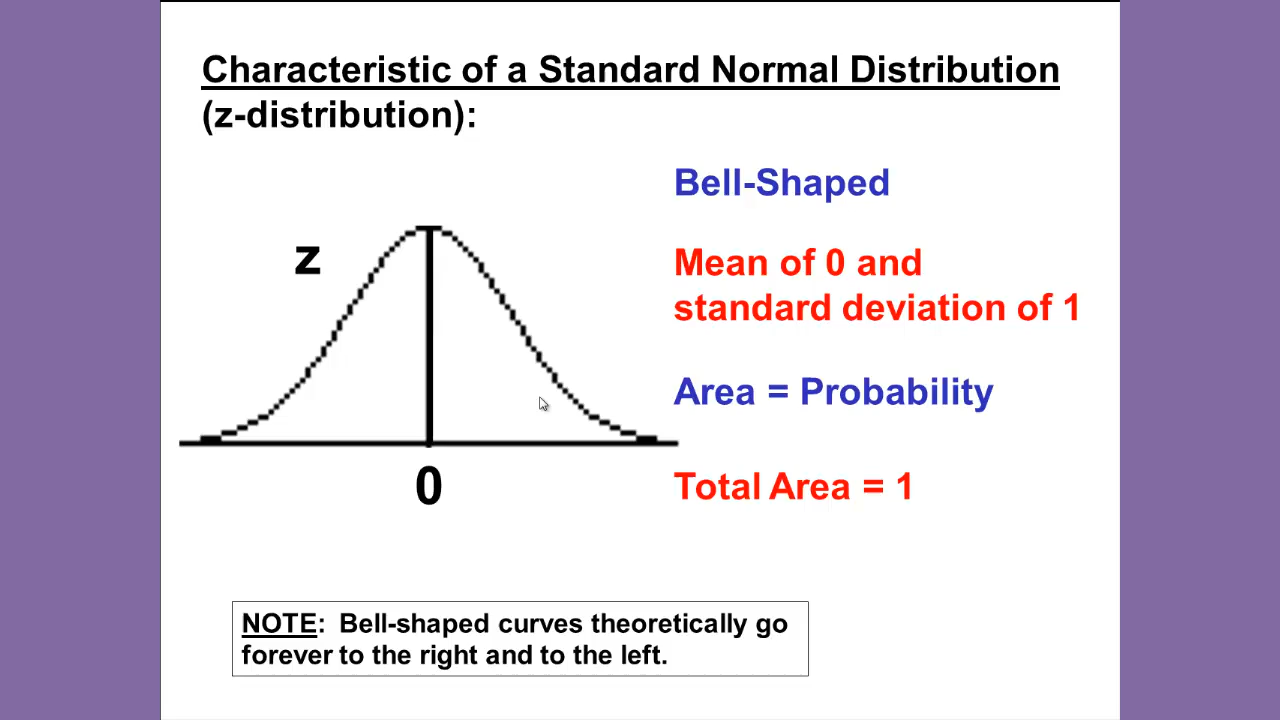 Characteristic of a Standard Normal Distribution
(z-distribution):
Bell-Shaped
z
Mean of 0 and
standard deviation of 1
Area = Probability
0
Total Area = 1
NOTE: Bell-shaped curves theoretically go
forever to the right and to the left.